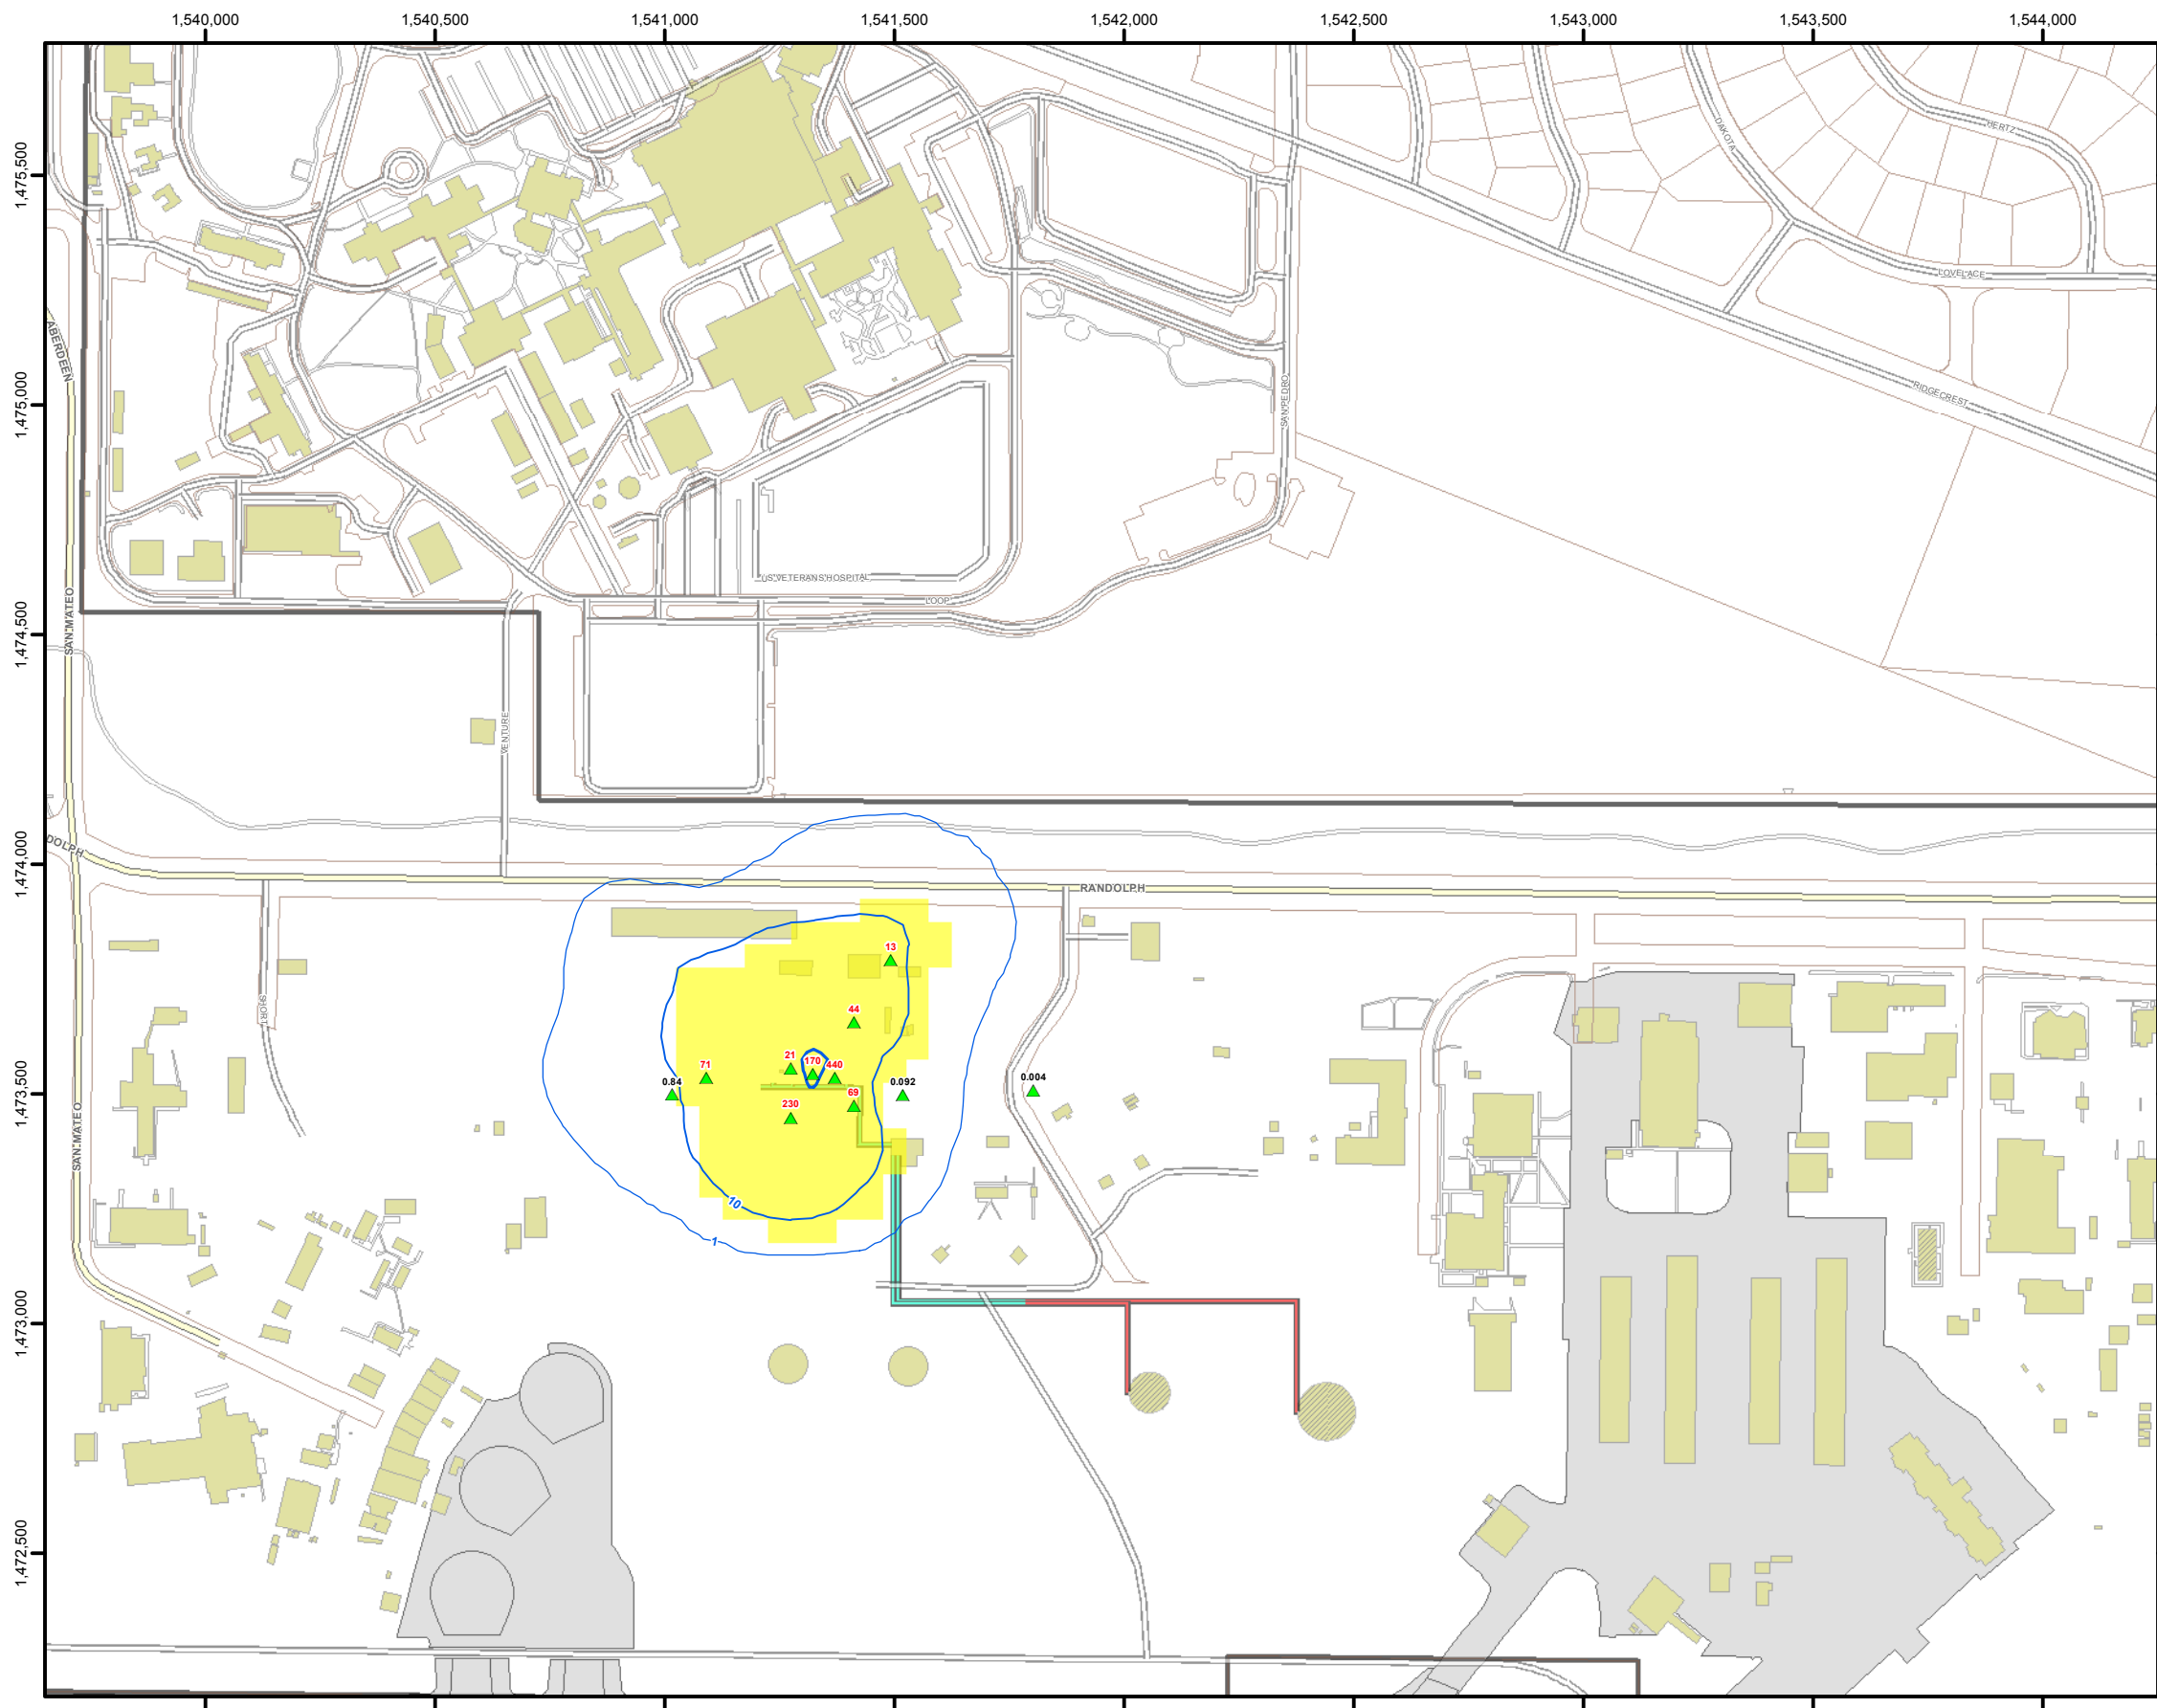 1,540,000
1,540,500
1,541,000
1,541,500
1,542,000
1,542,500
1,543,000
1,543,500
1,544,000
1,475,500
1,475,000
1,474,500
1,474,000
1,473,500
1,473,000
1,472,500
DAKOTA
HERTZ
LOVELACE
RIDGECREST
SAN PEDRO
ABERDEEN
US VETERANS HOSPITAL
LOOP
SAN MATEO
VENTURE
DOLPH
RANDOLPH
SHORT
SAN MATEO
13
44
21
170
440
71
0.84
69
0.092
0.004
230
10
1